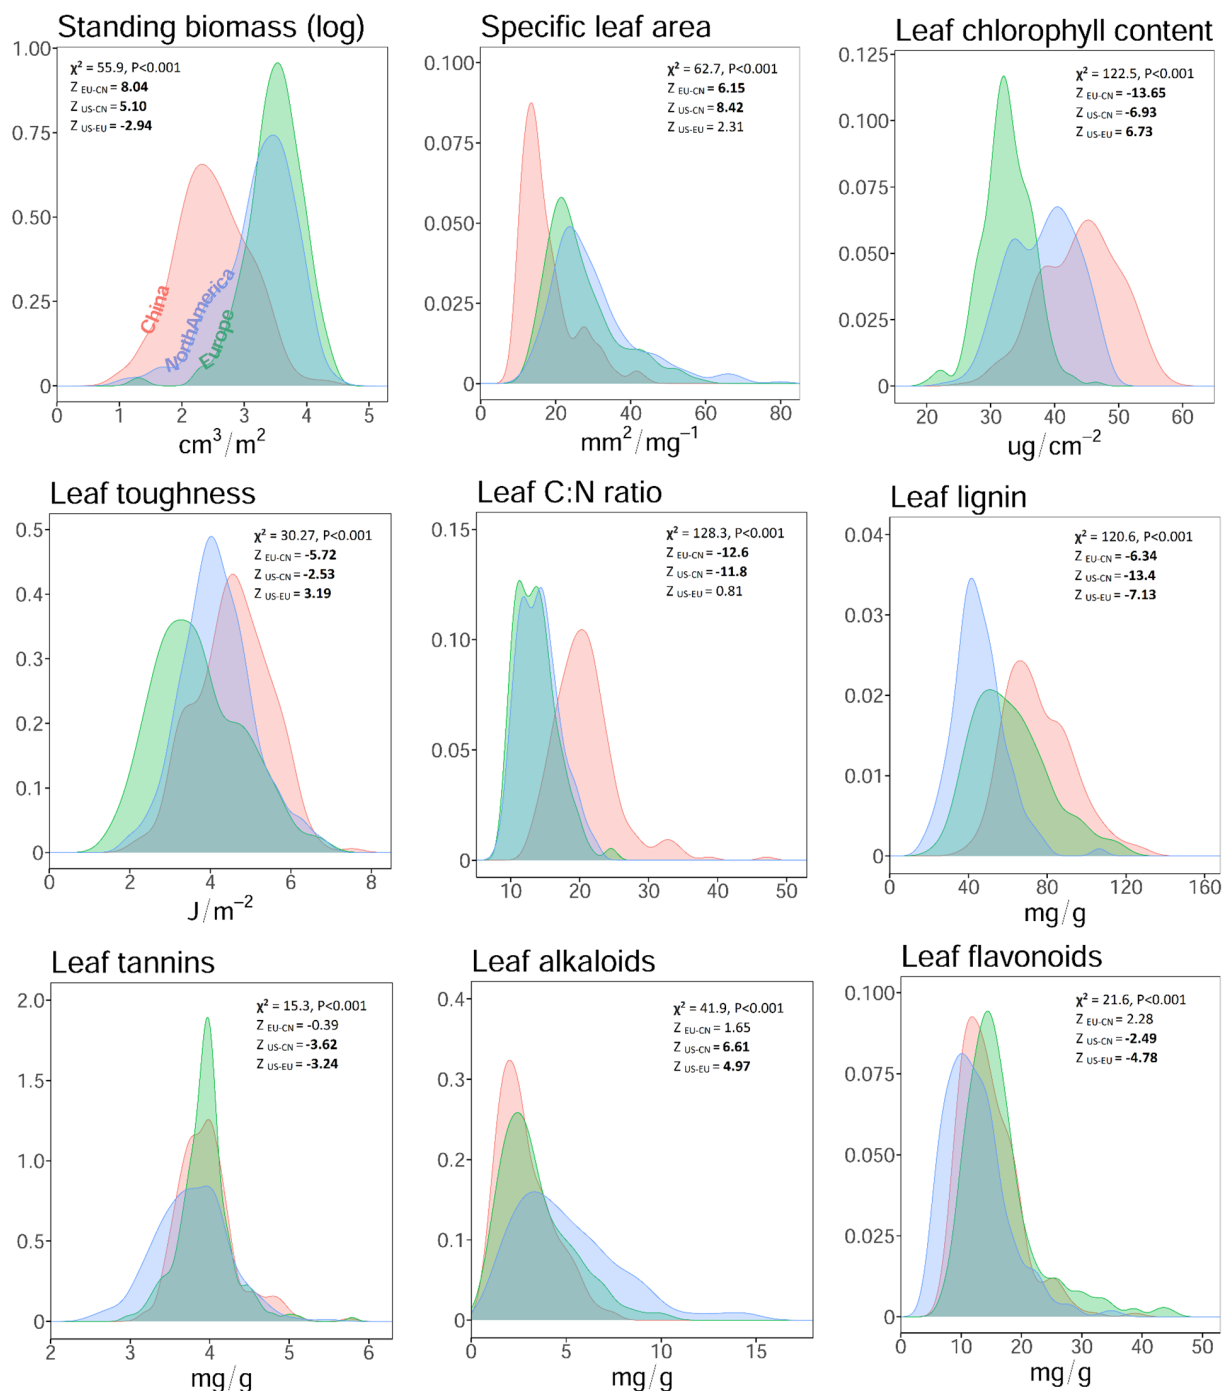 Standing biomass (log)
1.00
0.75
0.50
0.25
0
χ² = 55.9, P<0.001
Z EU-CN = 8.04
Z US-CN = 5.10
Z US-EU = -2.94
China
NorthAmerica
Europe
0 1 2 3 4 5
cm³/m²
Specific leaf area
0.100
0.075
0.050
0.025
0
χ² = 62.7, P<0.001
Z EU-CN = 6.15
Z US-CN = 8.42
Z US-EU 2.31
0 20 40 60 80
mm²/mg⁻¹
Leaf chlorophyll content
0.125
0.100
0.075
0.050
0.025
0
χ² = 122.5, P<0.001
Z EU-CN = -13.65
Z US-CN = -6.93
Z US-EU 6.73
20 30 40 50 60
ug/cm⁻²
Leaf toughness
0.5
0.4
0.3
0.2
0.1
0
χ² = 30.27, P<0.001
Z EU-CN = -5.72
Z US-CN = -2.53
Z US-EU = 3.19
0 2 4 6 8
J/m⁻²
Leaf C:N ratio
0.15
0.10
0.05
0
χ² = 128.3, P<0.001
Z EU-CN = -12.6
Z US-CN = -11.8
Z US-EU 0.81
10 20 30 40 50
Leaf lignin
0.04
0.03
0.02
0.01
0
χ² = 120.6, P<0.001
Z EU-CN = -6.34
Z US-CN = -13.4
Z US-EU = -7.13
0 40 80 120 160
mg/g
Leaf tannins
2.0
1.5
1.0
0.5
0
χ² = 15.3, P<0.001
Z EU-CN = -0.39
Z US-CN = -3.62
Z US-EU = -3.24
2 3 4 5 6
mg/g
Leaf alkaloids
0.4
0.3
0.2
0.1
0
χ² = 41.9, P<0.001
Z EU-CN 1.65
Z US-CN = 6.61
Z US-EU = 4.97
0 5 10 15
mg/g
Leaf flavonoids
0.100
0.075
0.050
0.025
0
χ² = 21.6, P<0.001
Z EU-CN = 2.28
Z US-CN = -2.49
Z US-EU = -4.78
0 10 20 30 40 50
mg/g